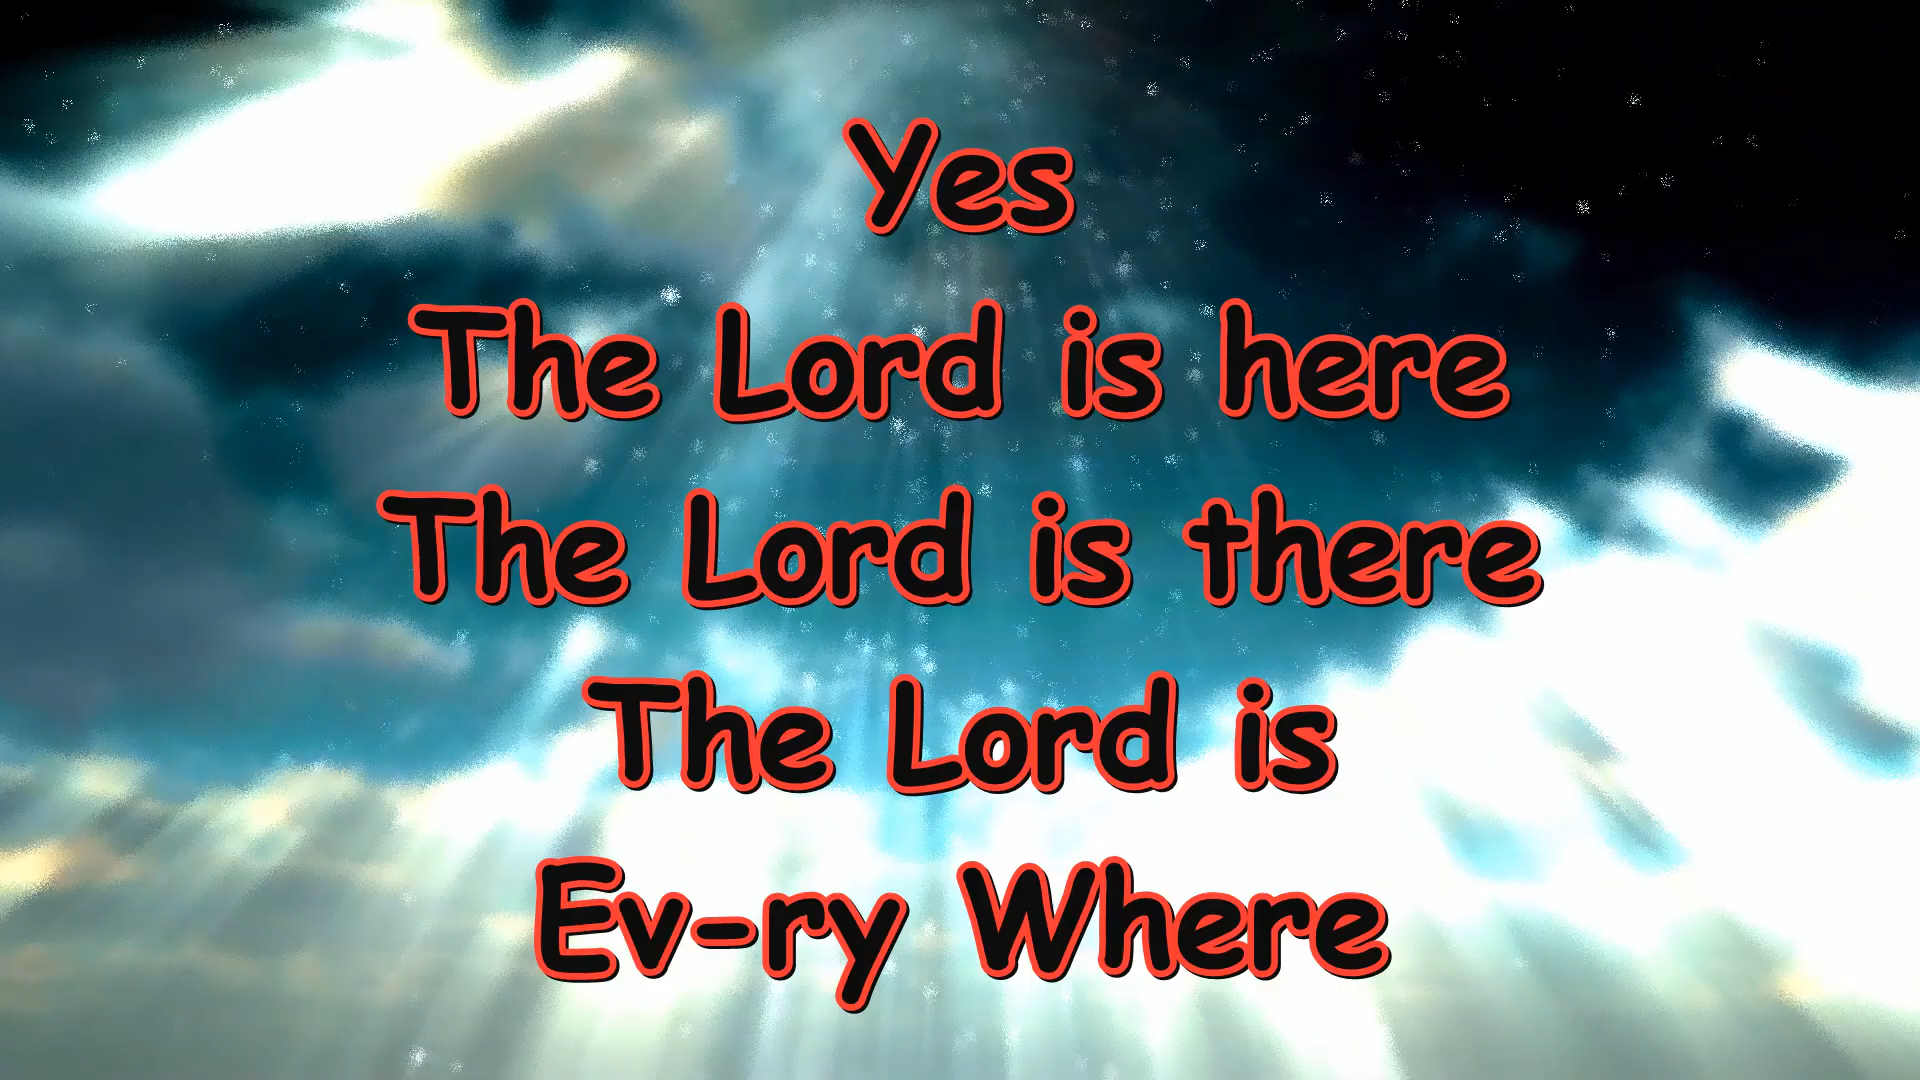 Yes
The Lord is here
The Lord is there
The Lord is
Ev-ry Where